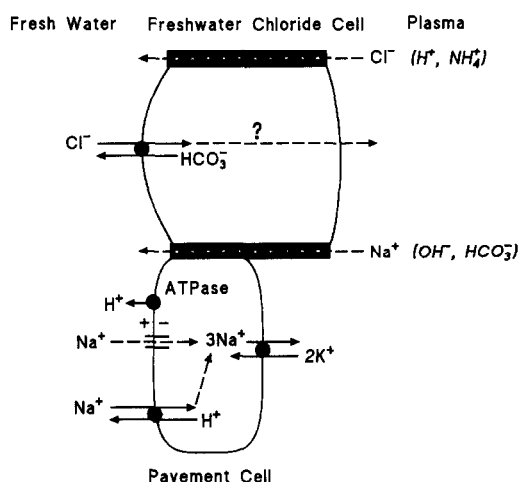 Fresh Water Freshwater Chloride Cell Plasma
Cl⁻ (H⁺, NH₄⁺)
?
Cl⁻
HCO₃⁻
Na⁺ (OH⁻, HCO₃⁻)
ATPase
H⁺
+ -
Na⁺ 3Na⁺
2K⁺
Na⁺
H⁺
Pavement Cell